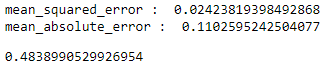 mean_squared_error :  0.02423819398492868
mean_absolute_error :  0.1102595242504077
0.4838990529926954